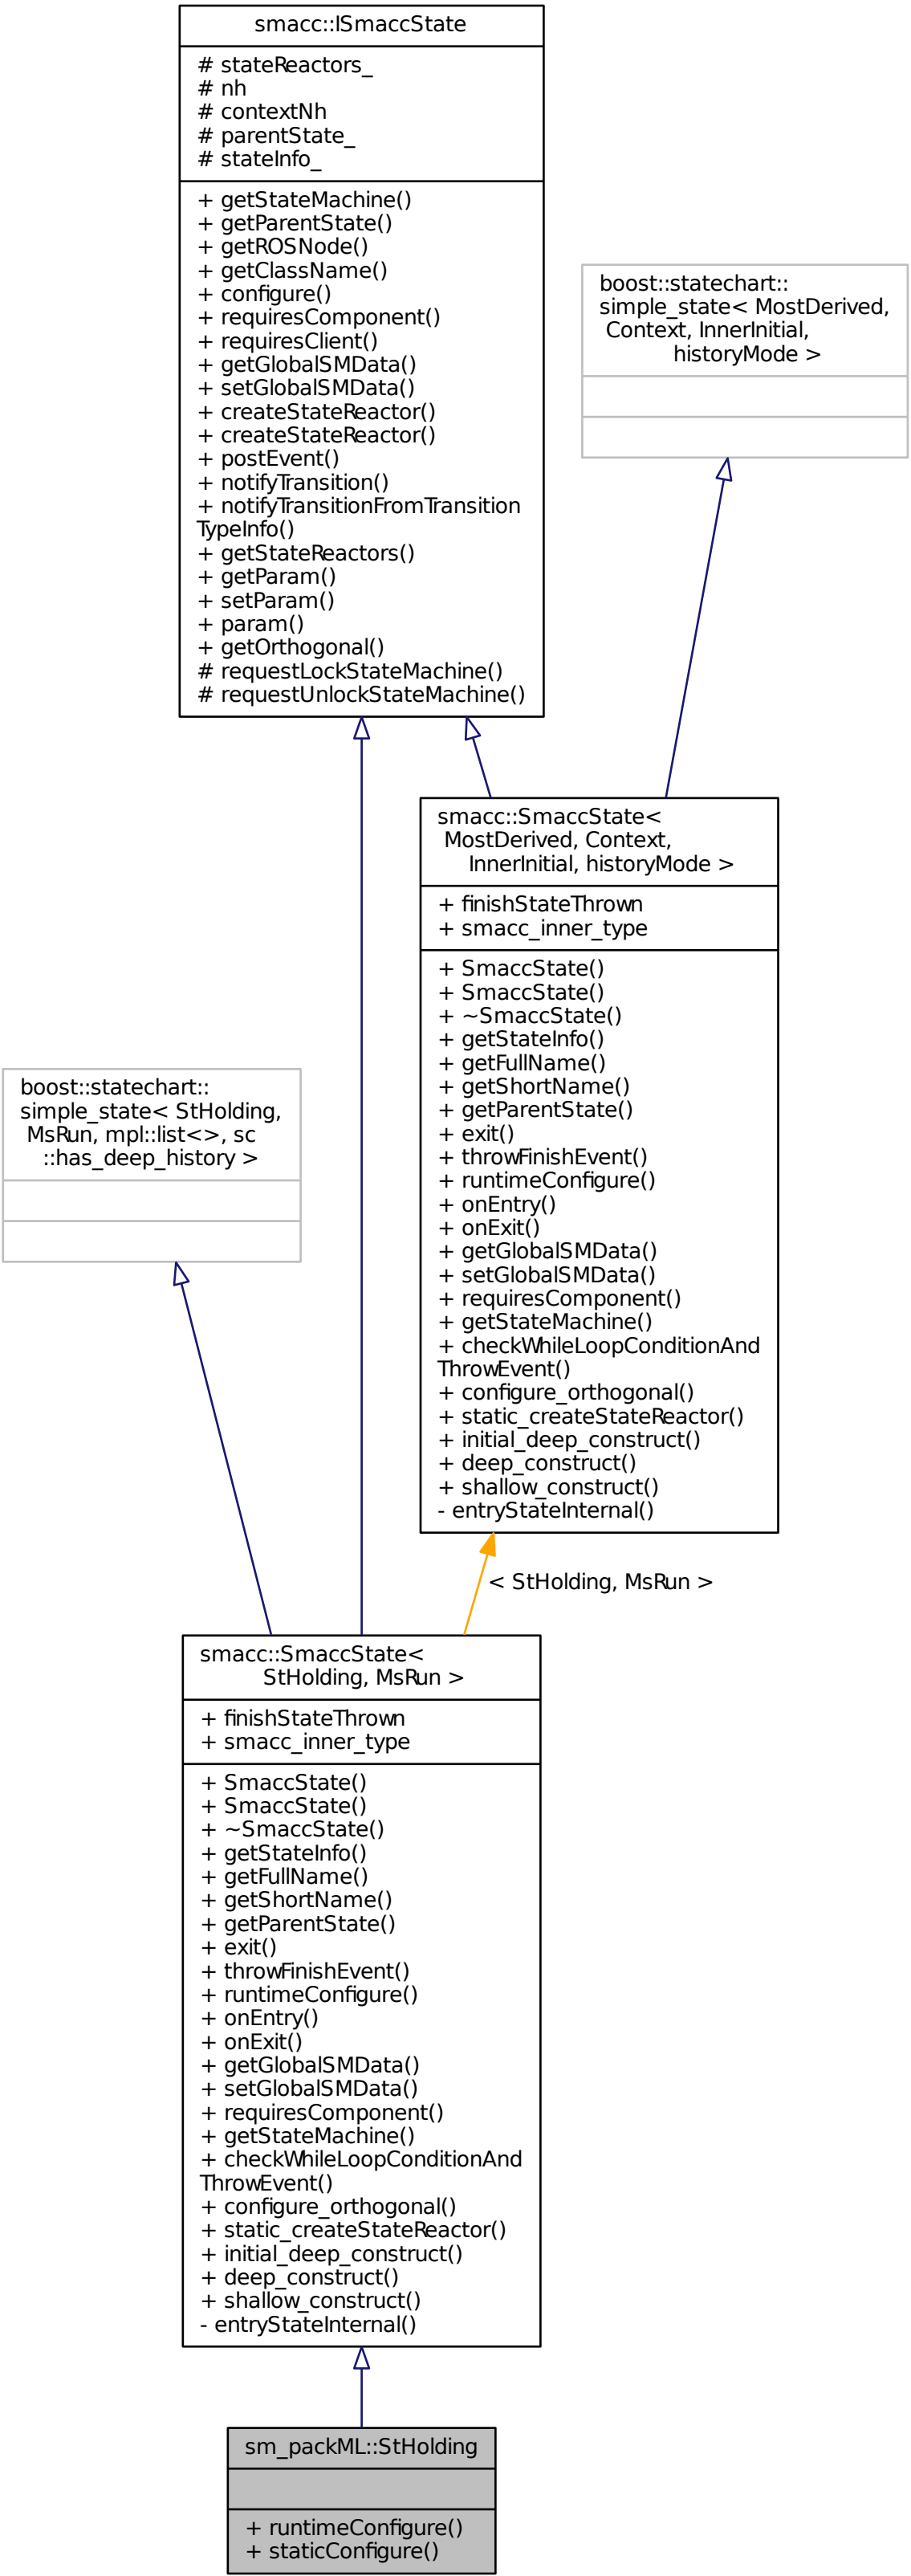 smacc::ISmaccState
# stateReactors_
# nh
# contextNh
# parentState_
# stateInfo_
+ getStateMachine()
+ getParentState()
+ getROSNode()
+ getClassName()
+ configure()
+ requiresComponent()
+ requiresClient()
+ getGlobalSMData()
+ setGlobalSMData()
+ createStateReactor()
+ createStateReactor()
+ postEvent()
+ notifyTransition()
+ notifyTransitionFromTransition
TypeInfo()
+ getStateReactors()
+ getParam()
+ setParam()
+ param()
+ getOrthogonal()
# requestLockStateMachine()
# requestUnlockStateMachine()
boost::statechart::
simple_state< MostDerived,
Context, InnerInitial,
historyMode >
smacc::SmaccState<
MostDerived, Context,
InnerInitial, historyMode >
+ finishStateThrown
+ smacc_inner_type
+ SmaccState()
+ SmaccState()
+ ~SmaccState()
+ getStateInfo()
+ getFullName()
+ getShortName()
+ getParentState()
+ exit()
+ throwFinishEvent()
+ runtimeConfigure()
+ onEntry()
+ onExit()
+ getGlobalSMData()
+ setGlobalSMData()
+ requiresComponent()
+ getStateMachine()
+ checkWhileLoopConditionAnd
ThrowEvent()
+ configure_orthogonal()
+ static_createStateReactor()
+ initial_deep_construct()
+ deep_construct()
+ shallow_construct()
- entryStateInternal()
boost::statechart::
simple_state< StHolding,
MsRun, mpl::list<>, sc
::has_deep_history >
< StHolding, MsRun >
smacc::SmaccState<
StHolding, MsRun >
+ finishStateThrown
+ smacc_inner_type
+ SmaccState()
+ SmaccState()
+ ~SmaccState()
+ getStateInfo()
+ getFullName()
+ getShortName()
+ getParentState()
+ exit()
+ throwFinishEvent()
+ runtimeConfigure()
+ onEntry()
+ onExit()
+ getGlobalSMData()
+ setGlobalSMData()
+ requiresComponent()
+ getStateMachine()
+ checkWhileLoopConditionAnd
ThrowEvent()
+ configure_orthogonal()
+ static_createStateReactor()
+ initial_deep_construct()
+ deep_construct()
+ shallow_construct()
- entryStateInternal()
sm_packML::StHolding
+ runtimeConfigure()
+ staticConfigure()